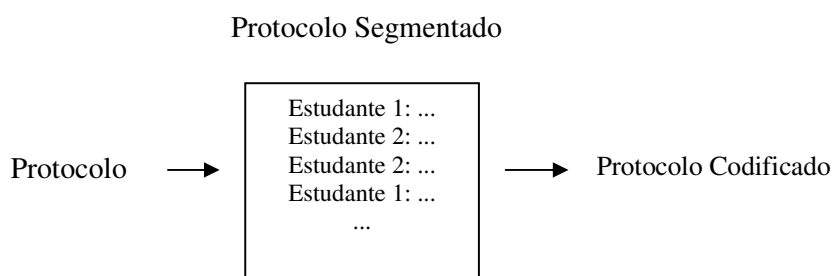 Protocolo Segmentado
Protocolo
Estudante 1: ...
Estudante 2: ...
Estudante 2: ...
Estudante 1: ...
...
Protocolo Codificado